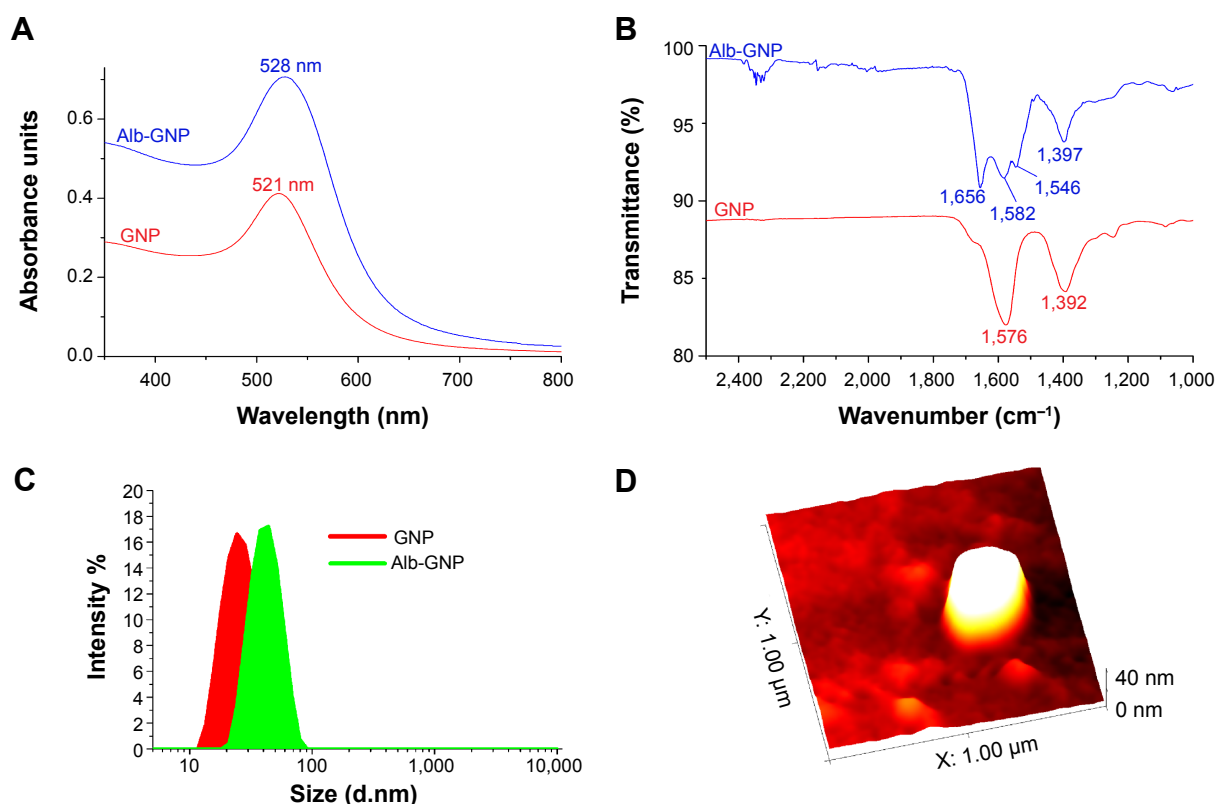 A
528 nm
Alb-GNP
521 nm
GNP
0.6
0.4
0.2
0.0
400
500
600
700
800
Absorbance units
Wavelength (nm)
B
Alb-GNP
1,656
1,582
1,546
1,397
GNP
1,576
1,392
100
95
90
85
80
2,400
2,200
2,000
1,800
1,600
1,400
1,200
1,000
Transmittance (%)
Wavenumber (cm⁻¹)
C
20
18
16
14
12
10
8
6
4
2
0
GNP
Alb-GNP
10
100
1,000
10,000
Intensity %
Size (d.nm)
D
Y: 1.00 µm
X: 1.00 µm
40 nm
0 nm